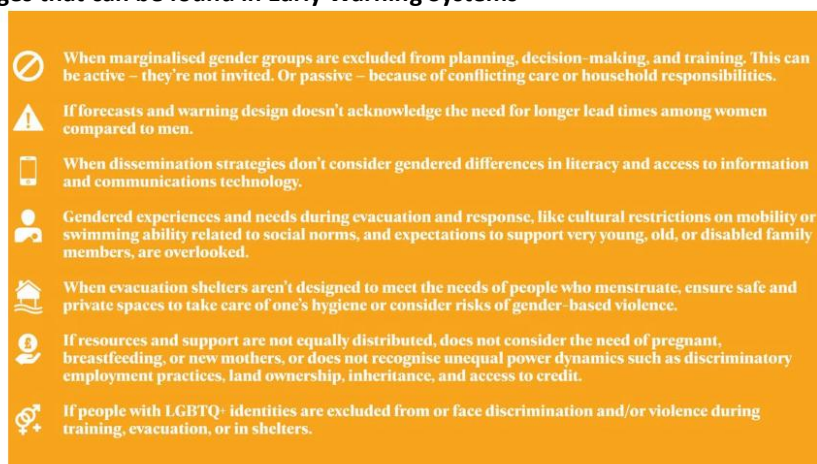 ges that can be found in Early Warning Systems
When marginalised gender groups are excluded from planning, decision-making, and training. This can
be active – they're not invited. Or passive – because of conflicting care or household responsibilities.
If forecasts and warning design doesn't acknowledge the need for longer lead times among women
compared to men.
When dissemination strategies don't consider gendered differences in literacy and access to information
and communications technology.
Gendered experiences and needs during evacuation and response, like cultural restrictions on mobility or
swimming ability related to social norms, and expectations to support very young, old, or disabled family
members, are overlooked.
When evacuation shelters aren't designed to meet the needs of people who menstruate, ensure safe and
private spaces to take care of one's hygiene or consider risks of gender-based violence.
If resources and support are not equally distributed, does not consider the need of pregnant,
breastfeeding, or new mothers, or does not recognise unequal power dynamics such as discriminatory
employment practices, land ownership, inheritance, and access to credit.
If people with LGBTQ+ identities are excluded from or face discrimination and/or violence during
training, evacuation, or in shelters.